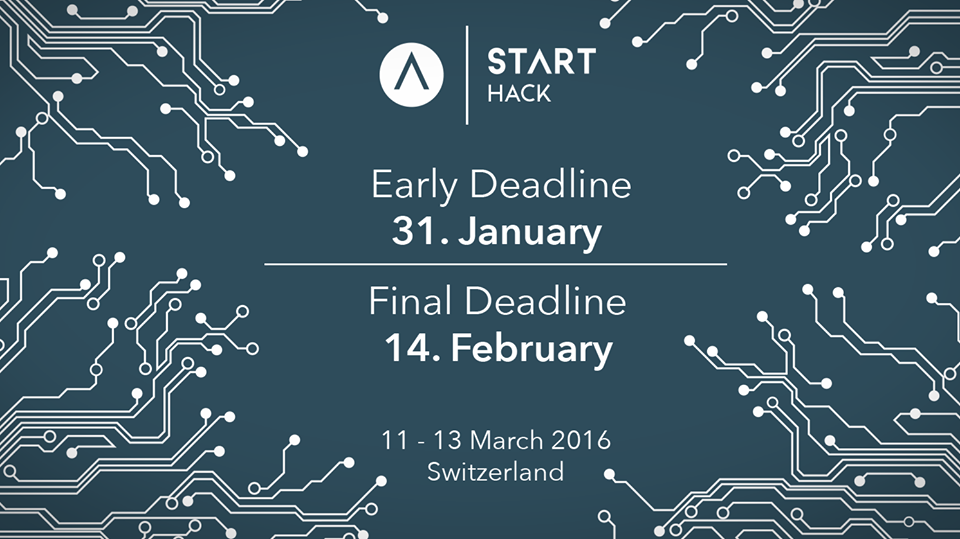 START
HACK
Early Deadline
31. January
Final Deadline
14. February
11 - 13 March 2016
Switzerland